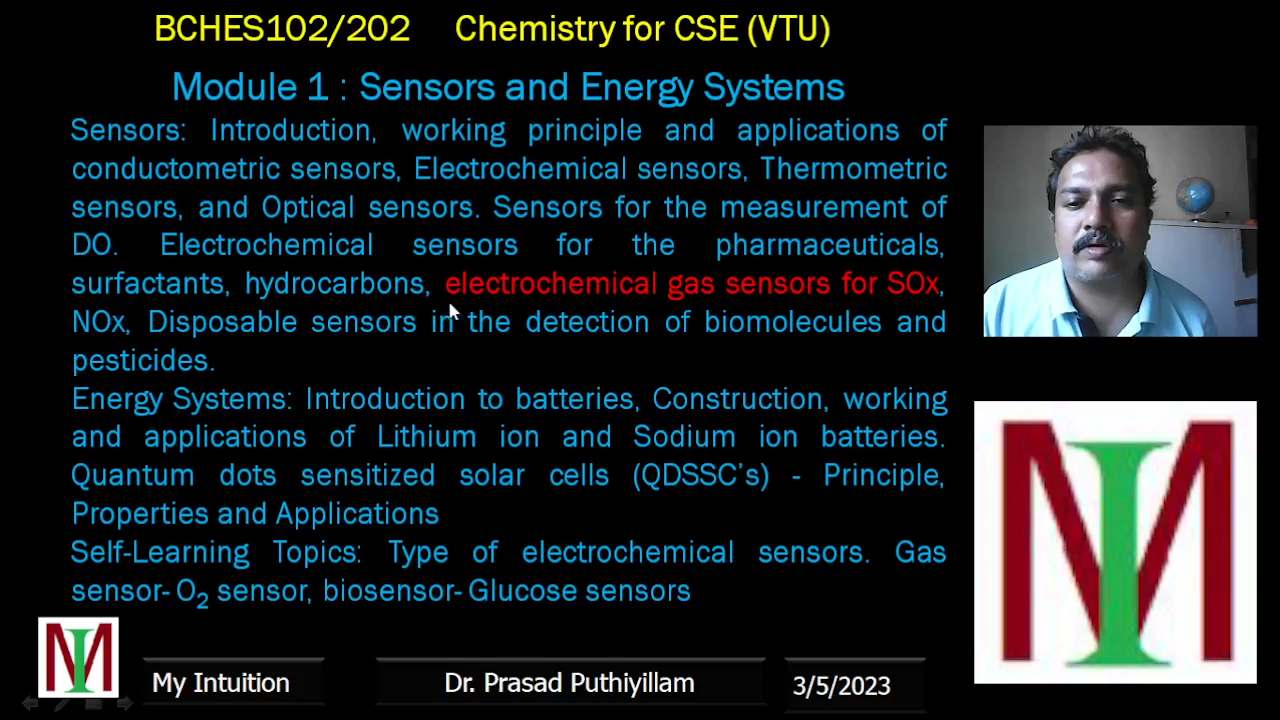 BCHES102/202 Chemistry for CSE (VTU)
Module 1 : Sensors and Energy Systems
Sensors: Introduction, working principle and applications of
conductometric sensors, Electrochemical sensors, Thermometric
sensors, and Optical sensors. Sensors for the measurement of
DO. Electrochemical sensors for the pharmaceuticals,
surfactants, hydrocarbons, electrochemical gas sensors for SOx,
NOx, Disposable sensors in the detection of biomolecules and
pesticides.
Energy Systems: Introduction to batteries, Construction, working
and applications of Lithium ion and Sodium ion batteries.
Quantum dots sensitized solar cells (QDSSC's) - Principle,
Properties and Applications
Self-Learning Topics: Type of electrochemical sensors. Gas
sensor- O₂ sensor, biosensor- Glucose sensors
MI
MI
My Intuition
Dr. Prasad Puthiyillam
3/5/2023